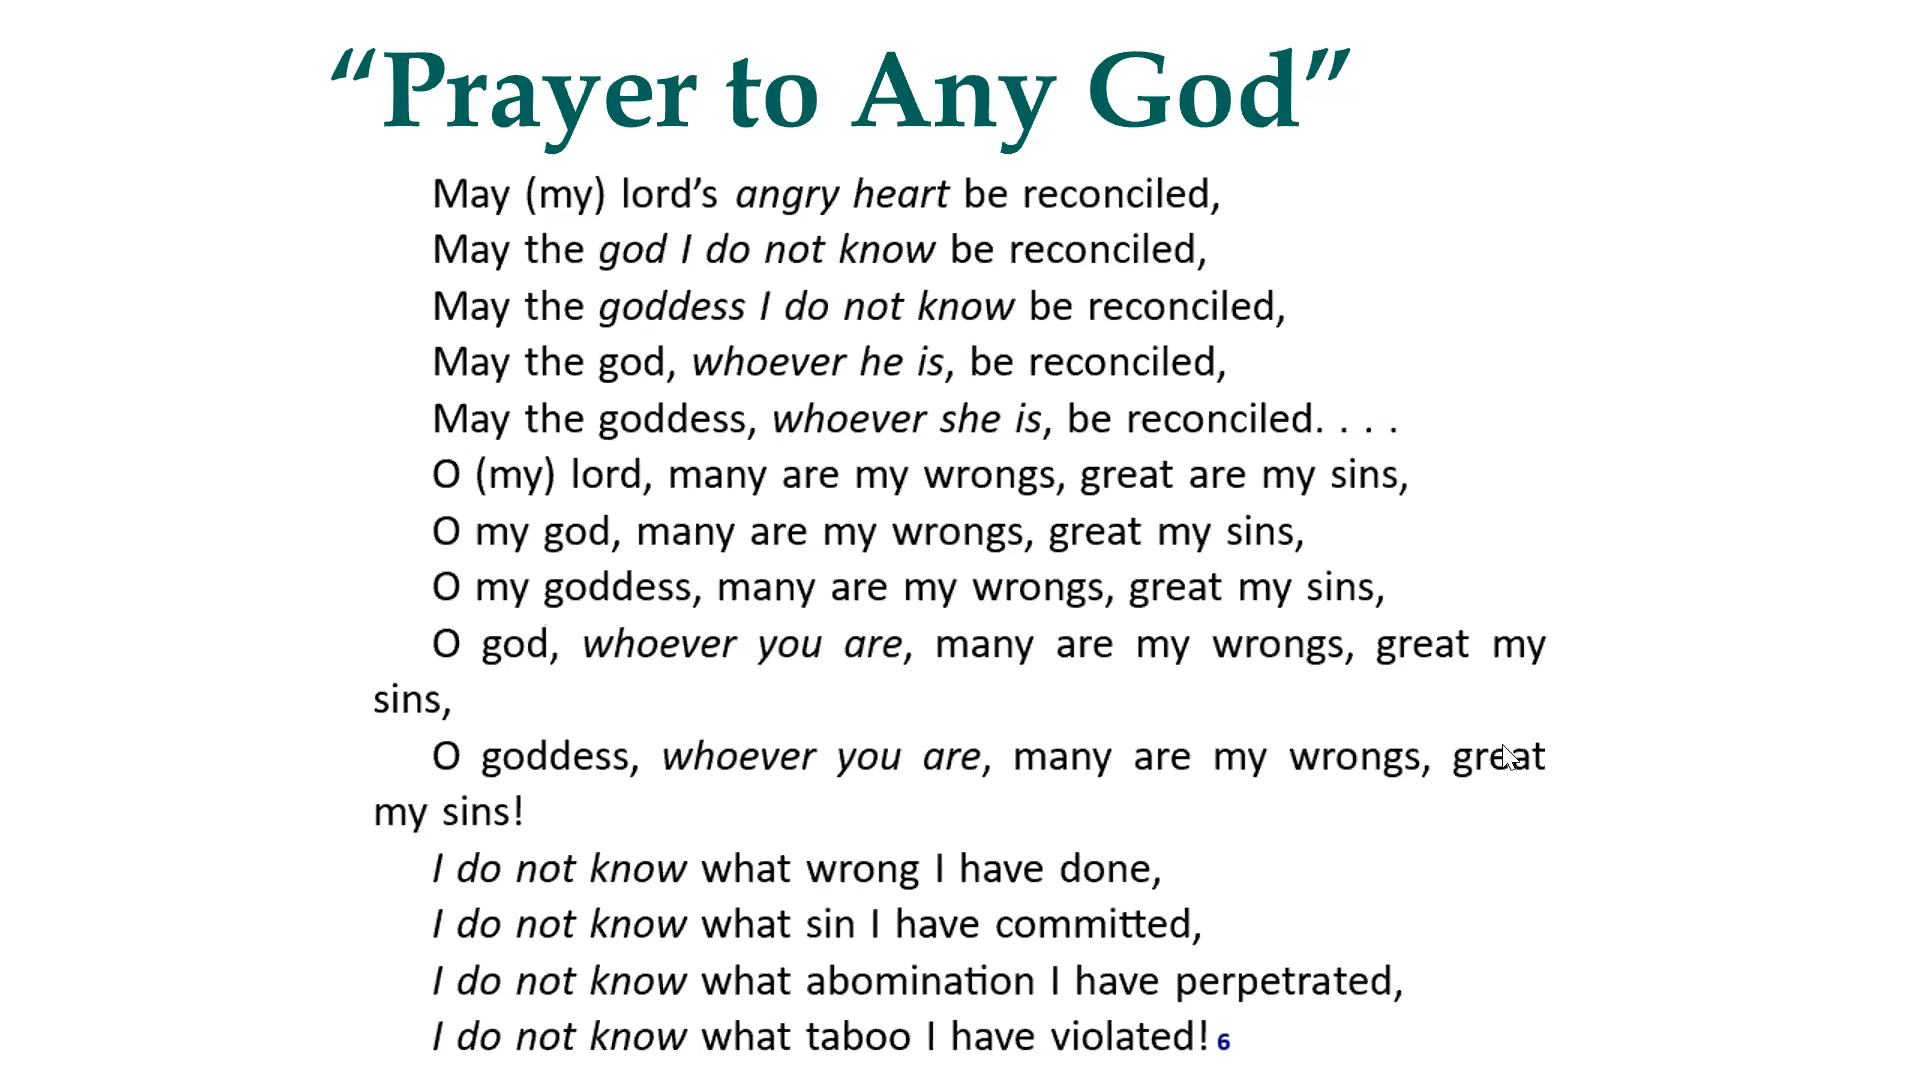 “Prayer to Any God”
May (my) lord’s angry heart be reconciled,
May the god I do not know be reconciled,
May the goddess I do not know be reconciled,
May the god, whoever he is, be reconciled,
May the goddess, whoever she is, be reconciled. . . .
O (my) lord, many are my wrongs, great are my sins,
O my god, many are my wrongs, great my sins,
O my goddess, many are my wrongs, great my sins,
O god, whoever you are, many are my wrongs, great my
sins,
O goddess, whoever you are, many are my wrongs, great
my sins!
I do not know what wrong I have done,
I do not know what sin I have committed,
I do not know what abomination I have perpetrated,
I do not know what taboo I have violated! 6